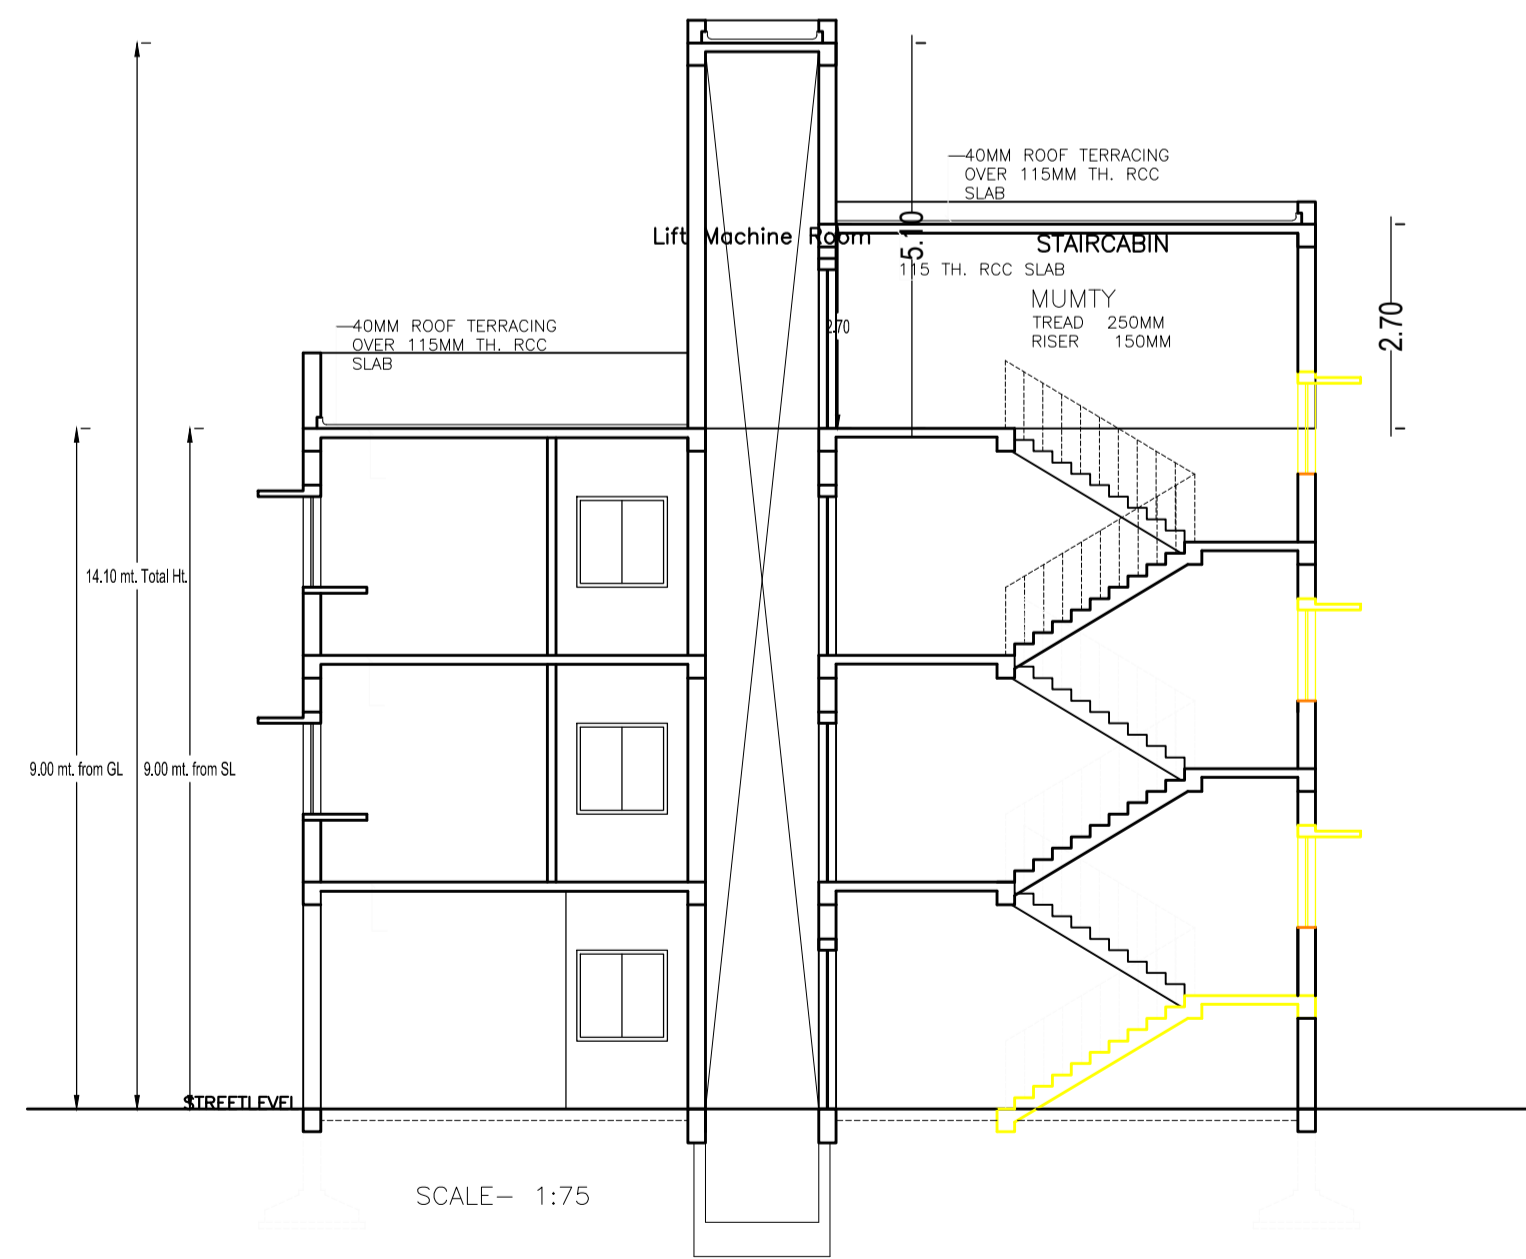 —40MM ROOF TERRACING
OVER 115MM TH. RCC
SLAB
Lift Machine Room
5.10
STAIRCABIN
115 TH. RCC SLAB
MUMTY
TREAD 250MM
RISER 150MM
2.70
2.70
—40MM ROOF TERRACING
OVER 115MM TH. RCC
SLAB
14.10 mt. Total Ht.
9.00 mt. from GL
9.00 mt. from SL
STREETLEVEL
SCALE- 1:75